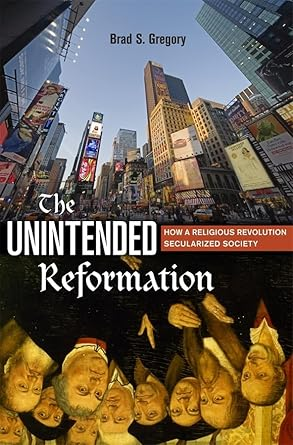 Brad S. Gregory
The
UNINTENDED
HOW A RELIGIOUS REVOLUTION
SECULARIZED SOCIETY
Reformation